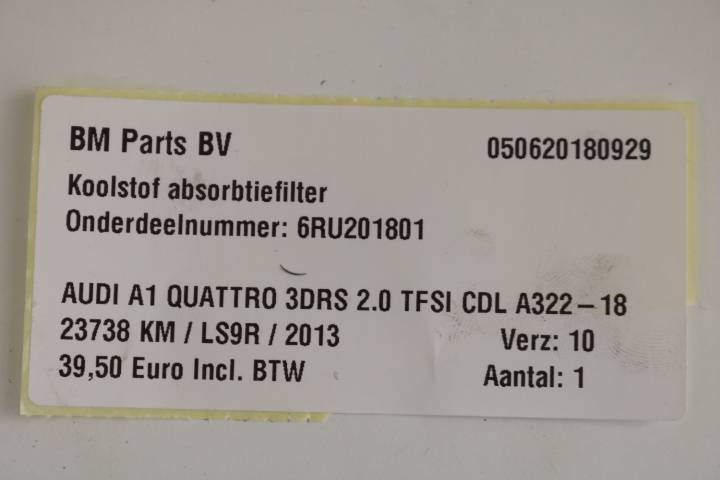 BM Parts BV 050620180929
Koolstof absorbtiefilter
Onderdeelnummer: 6RU201801
AUDI A1 QUATTRO 3DRS 2.0 TFSI CDL A322-18
23738 KM / LS9R / 2013 Verz: 10
39,50 Euro Incl. BTW Aantal: 1